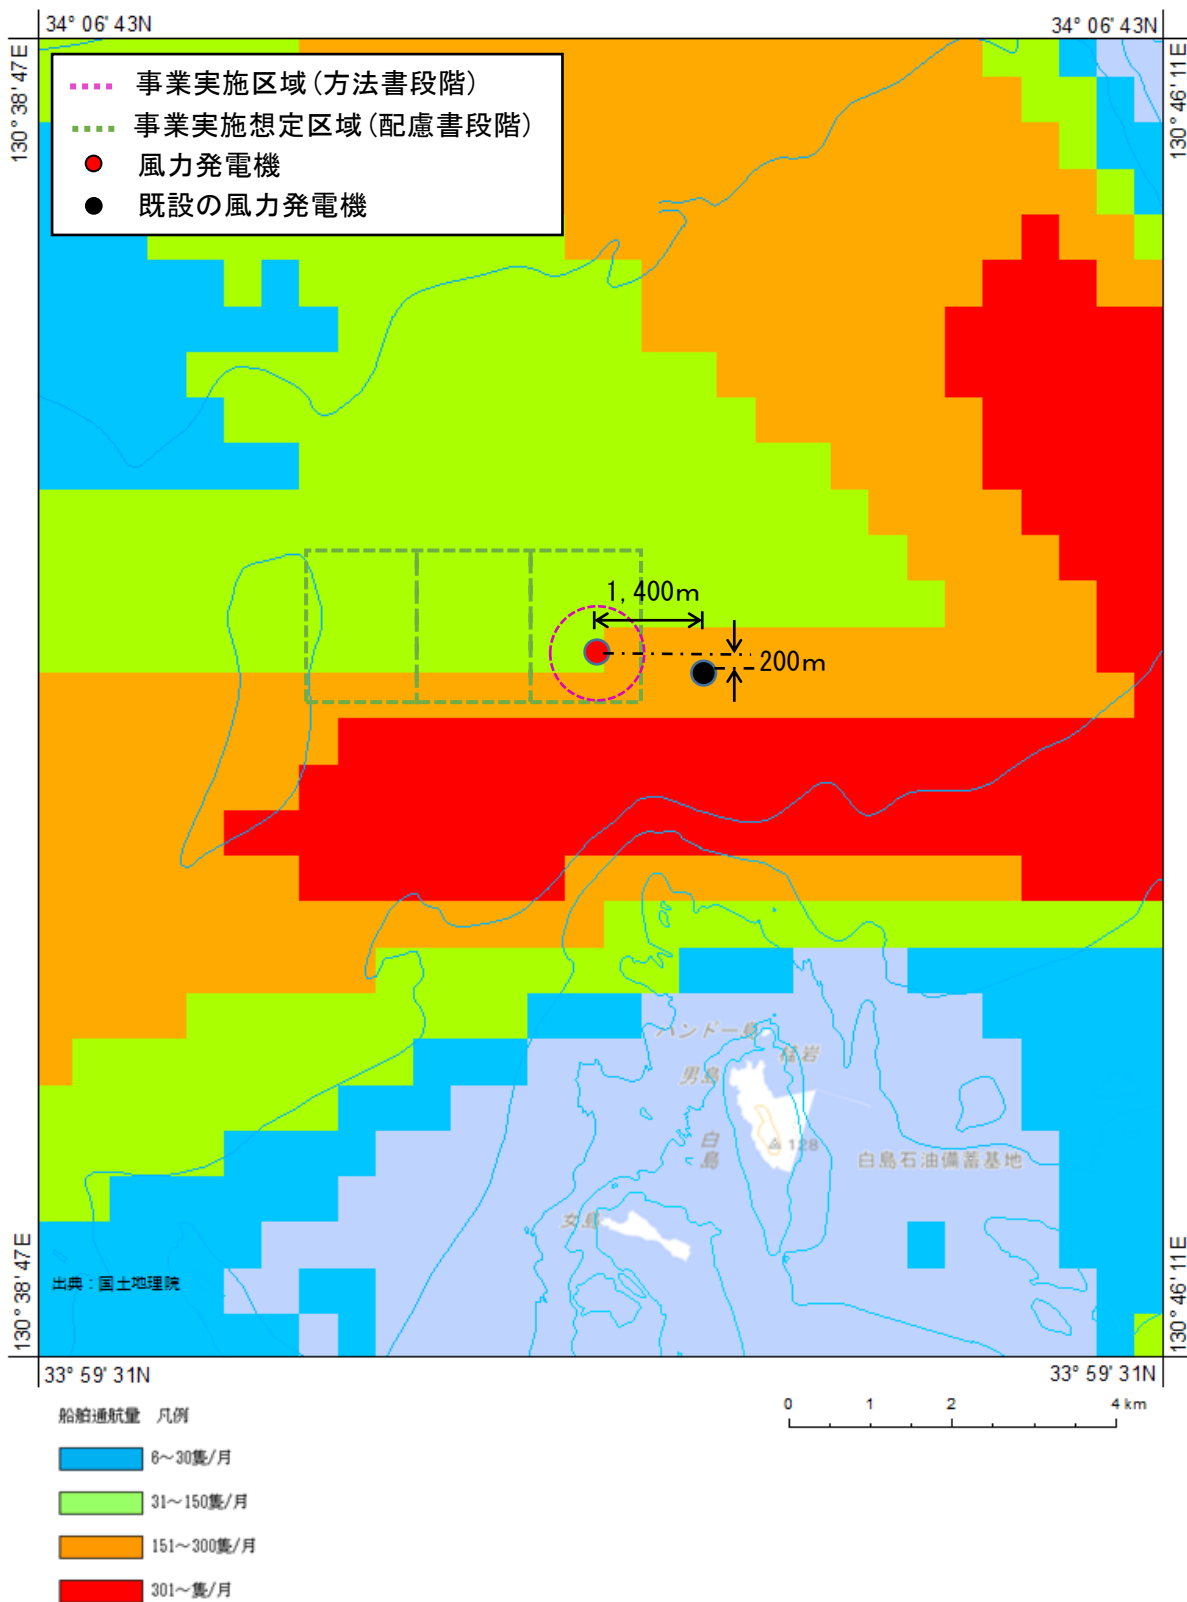 34° 06' 43N
34° 06' 43N
130° 38' 47E
130° 46' 11E
事業実施区域(方法書段階)
事業実施想定区域(配慮書段階)
風力発電機
既設の風力発電機
1,400m
200m
ハンドー島
柱岩
男島
白島
128
白島石油備蓄基地
女島
130° 38' 47E
130° 46' 11E
出典:国土地理院
33° 59' 31N
33° 59' 31N
船舶通航量 凡例
0 1 2 4 km
6~30隻/月
31~150隻/月
151~300隻/月
301~隻/月